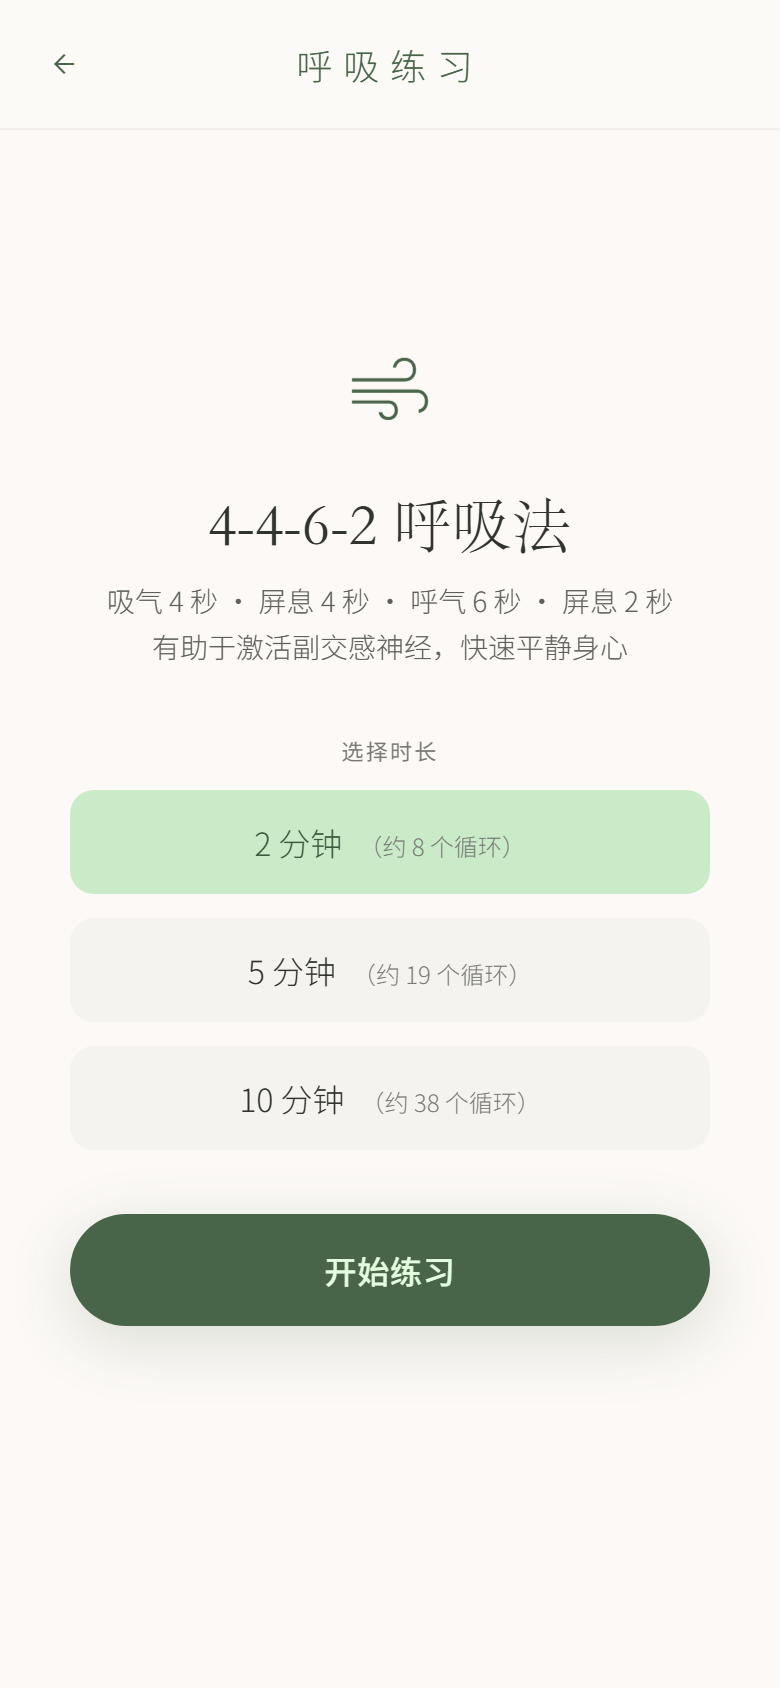 呼吸练习
4-4-6-2 呼吸法
吸气 4 秒 · 屏息 4 秒 · 呼气 6 秒 · 屏息 2 秒
有助于激活副交感神经，快速平静身心
选择时长
2 分钟 （约 8 个循环）
5 分钟 （约 19 个循环）
10 分钟 （约 38 个循环）
开始练习